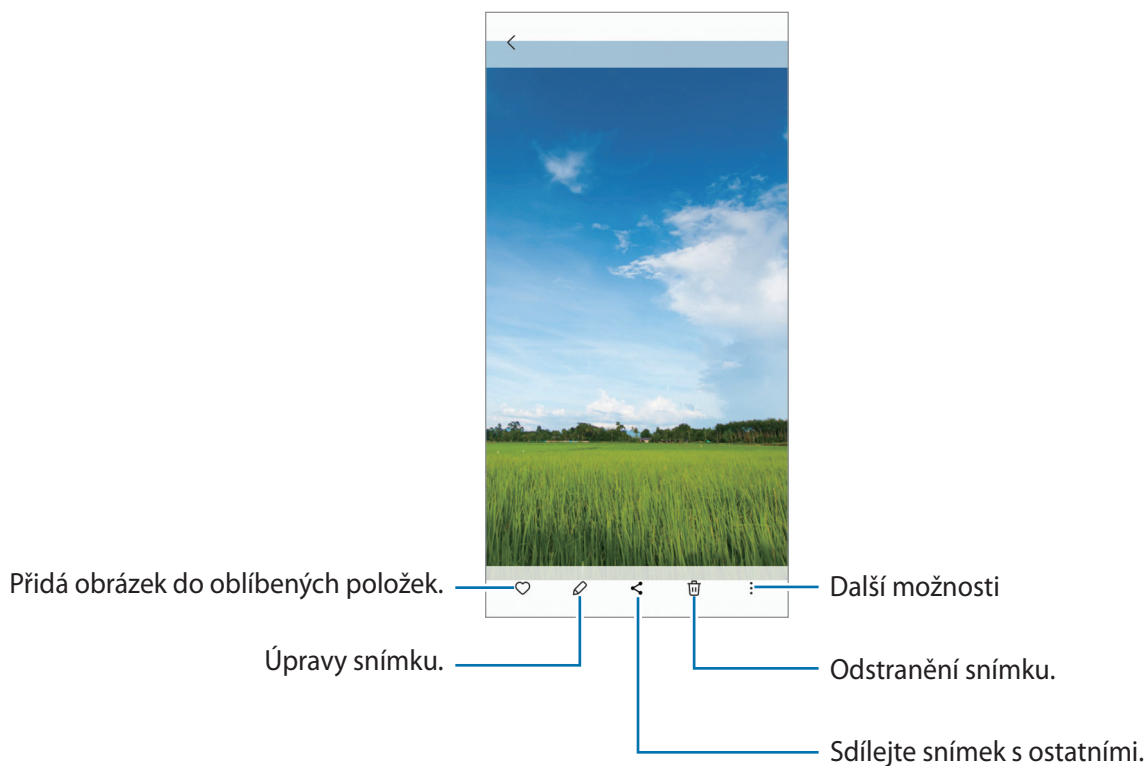 Přidá obrázek do oblíbených položek.
Další možnosti
Úpravy snímku.
Odstranění snímku.
Sdílejte snímek s ostatními.